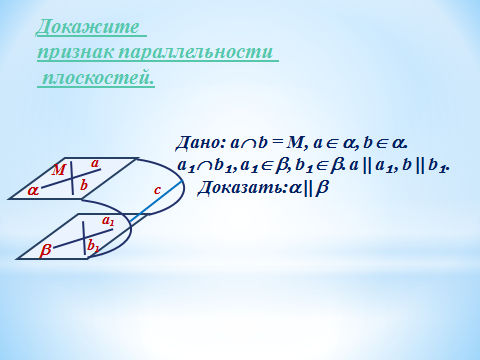 Докажите
признак параллельности
плоскостей.
Дано: a∩b = M, a∈α, b∈α.
a₁∩b₁, a₁∈β, b₁∈β. a || a₁, b || b₁.
Доказать: α || β
M a
α b
c
a₁
β b₁